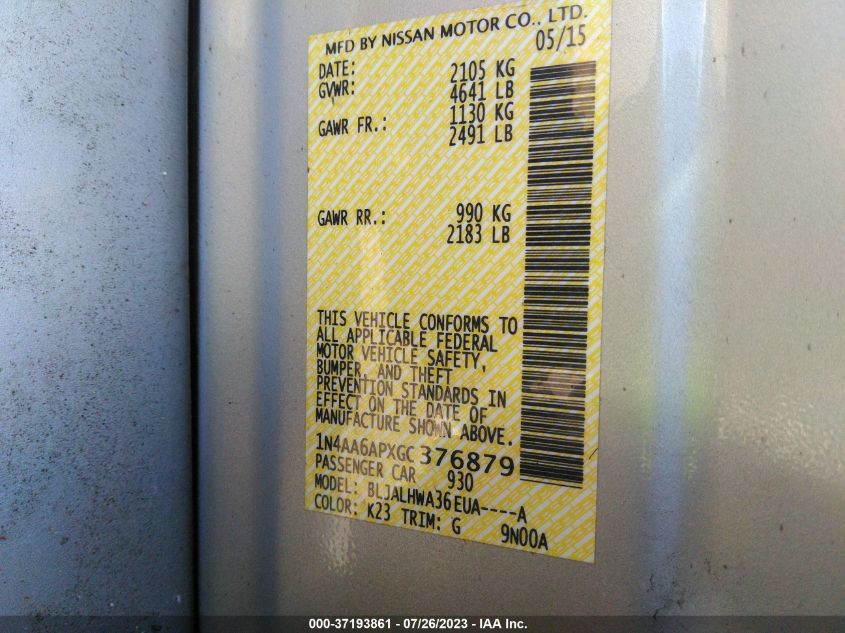 MFD BY NISSAN MOTOR CO., LTD.
DATE: 05/15
GVWR: 2105 KG
4641 LB
GAWR FR.: 1130 KG
2491 LB
GAWR RR.: 990 KG
2183 LB
THIS VEHICLE CONFORMS TO
ALL APPLICABLE FEDERAL
MOTOR VEHICLE SAFETY,
BUMPER, AND THEFT
PREVENTION STANDARDS IN
EFFECT ON THE DATE OF
MANUFACTURE SHOWN ABOVE.
1N4AA6APXGC376879
PASSENGER CAR 930
MODEL: BLJALHWA36EUA----A
COLOR: K23 TRIM: G 9N00A
000-37193861 - 07/26/2023 - IAA Inc.